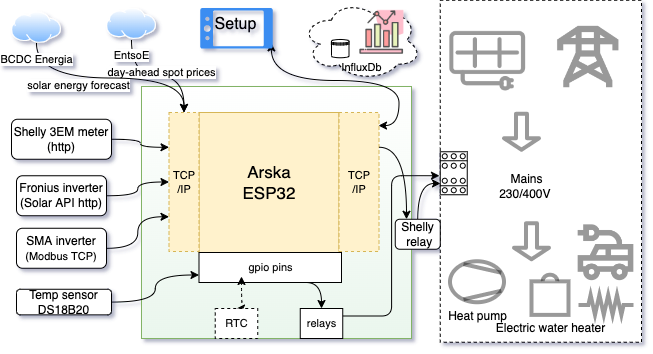 Setup
BCDC Energia
EntsoE
InfluxDb
day-ahead spot prices
solar energy forecast
Shelly 3EM meter
(http)
Fronius inverter
(Solar API http)
SMA inverter
(Modbus TCP)
Temp sensor
DS18B20
TCP
/IP
Arska
ESP32
TCP
/IP
gpio pins
RTC
relays
Shelly
relay
Mains
230/400V
Heat pump
Electric water heater